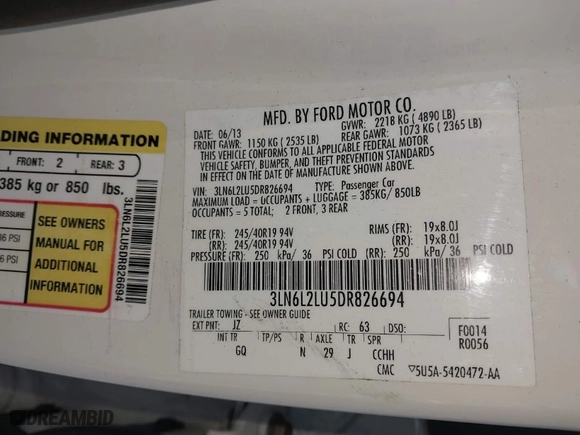 DING INFORMATION
FRONT: 2 REAR: 3
385 kg or 850 lbs.
PRESSURE
6 PSI
6 PSI
SEE OWNERS
MANUAL FOR
ADDITIONAL
INFORMATION
3LN6L2LU5DR826694
MFD. BY FORD MOTOR CO.
DATE: 06/13 GVWR: 2218 KG ( 4890 LB)
FRONT GAWR: 1150 KG ( 2535 LB) REAR GAWR: 1073 KG ( 2365 LB)
THIS VEHICLE CONFORMS TO ALL APPLICABLE FEDERAL MOTOR
VEHICLE SAFETY, BUMPER, AND THEFT PREVENTION STANDARDS
IN EFFECT ON THE DATE OF MANUFACTURE SHOWN ABOVE.
VIN: 3LN6L2LU5DR826694 TYPE: Passenger Car
MAXIMUM LOAD = OCCUPANTS + LUGGAGE = 385KG/ 850LB
OCCUPANTS = 5 TOTAL: 2 FRONT, 3 REAR
TIRE (FR): 245/40R19 94V RIMS (FR): 19x8.0J
(RR): 245/40R19 94V (RR): 19x8.0J
PRESSURE (FR): 250 kPa/ 36 (RR): 250 kPa/ 36 PSI COLD
3LN6L2LU5DR826694
TRAILER TOWING - SEE OWNER GUIDE
EXT PNT: JZ RC: 63 DSO: F0014
R0056
INT TR TP/PS R AXLE TR SPR
GQ N 29 J CCHH
CMC ▽5U5A-5420472-AA
DREAMBID